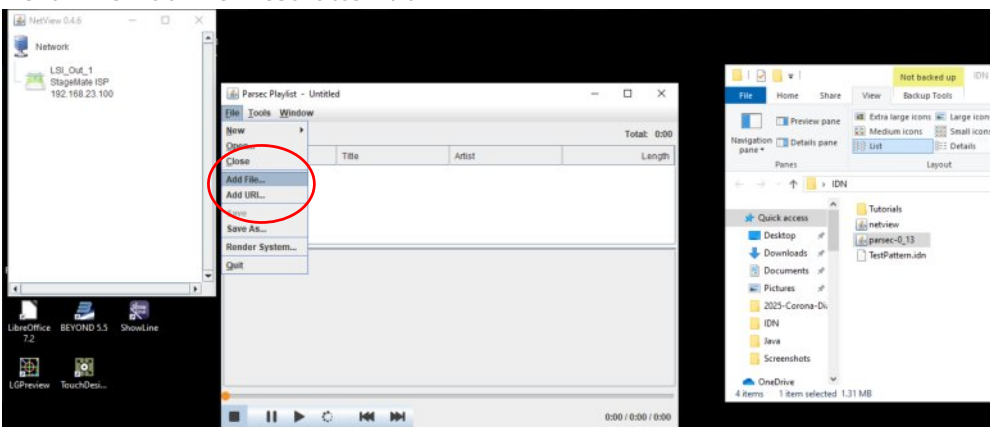 NetView 0.4.6
Network
LSI_Out_1
StageMate ISP
192.168.23.100
LibreOffice 7.2
BEYOND 5.5
ShowLine
LGPreview
TouchDesi...
Parsec Playlist - Untitled
File Tools Window
Total: 0:00
Title Artist Length
New
Open...
Close
Add File...
Add URI...
Save
Save As...
Render System...
Quit
0:00 / 0:00 / 0:00
Not backed up IDN
File Home Share View Backup Tools
Navigation pane
Preview pane
Details pane
Panes
Extra large icons Large icon
Medium icons Small icons
List Details
Layout
IDN
Quick access
Desktop
Downloads
Documents
Pictures
2025-Corona-Di
IDN
Java
Screenshots
OneDrive
Tutorials
netview
parsec-0_13
TestPattern.idn
4 items 1 item selected 1.31 MB